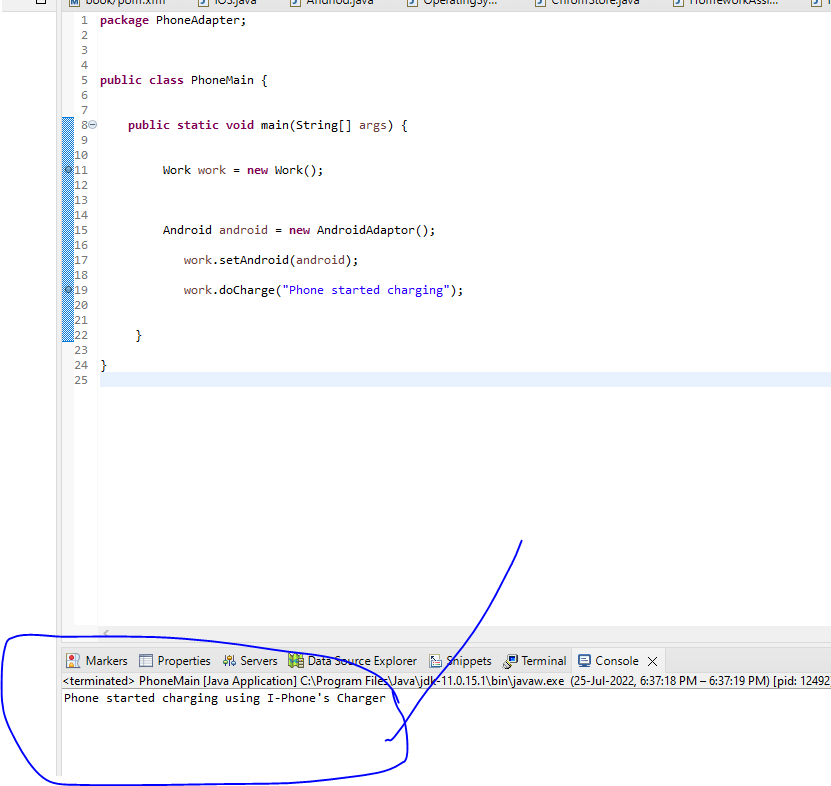 book/pom.xml Andriod.java OperatingSy... ChromStore.java HomeworkAssi...
1 package PhoneAdapter;
2
3
4
5 public class PhoneMain {
6
7
8 public static void main(String[] args) {
9
10
11 Work work = new Work();
12
13
14
15 Android android = new AndroidAdaptor();
16
17 work.setAndroid(android);
18
19 work.doCharge("Phone started charging");
20
21
22 }
23
24 }
25
Markers Properties Servers Data Source Explorer Snippets Terminal Console
<terminated> PhoneMain [Java Application] C:\Program Files\Java\jdk-11.0.15.1\bin\javaw.exe (25-Jul-2022, 6:37:18 PM – 6:37:19 PM) [pid: 12492
Phone started charging using I-Phone's Charger